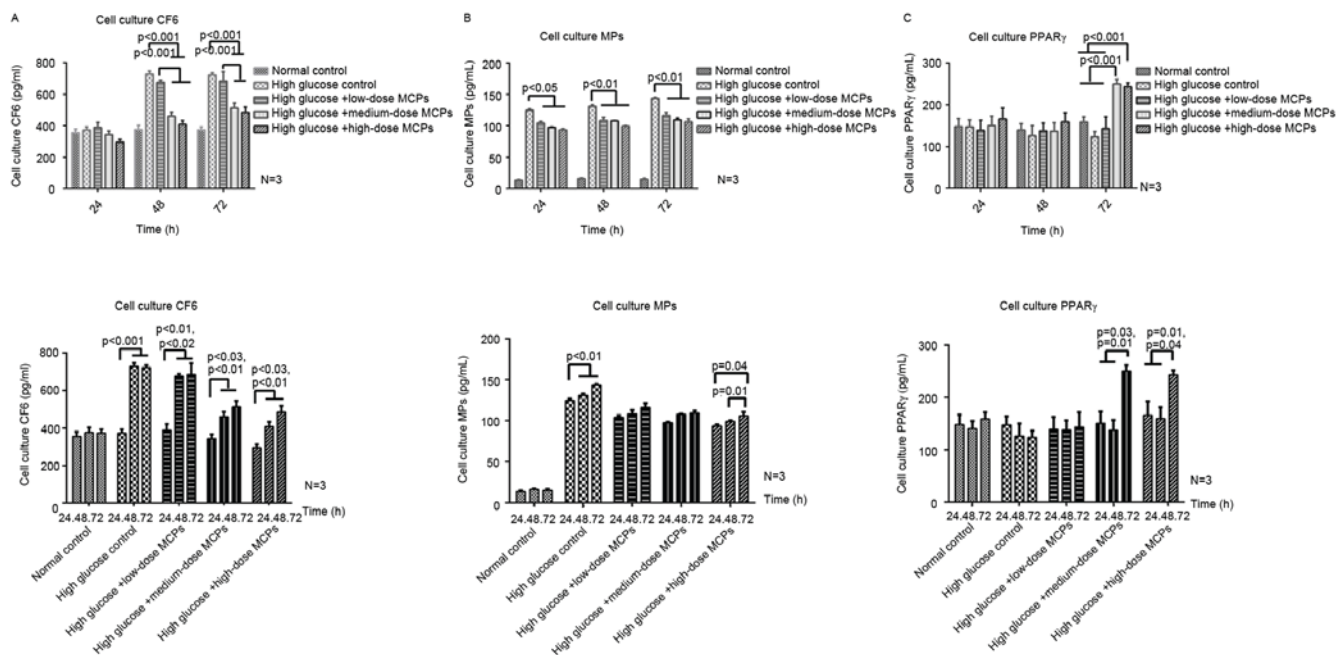 A
Cell culture CF6
p<0.001
p<0.001
p<0.001
p<0.001
800
600
400
200
0
Cell culture CF6 (pg/ml)
24
48
72
Time (h)
N=3
Normal control
High glucose control
High glucose +low-dose MCPs
High glucose +medium-dose MCPs
High glucose +high-dose MCPs
B
Cell culture MPs
p<0.05
p<0.01
p<0.01
200
150
100
50
0
Cell culture MPs (pg/mL)
24
48
72
Time (h)
N=3
Normal control
High glucose control
High glucose +low-dose MCPs
High glucose +medium-dose MCPs
High glucose +high-dose MCPs
C
Cell culture PPARγ
p<0.001
p<0.001
300
200
100
0
Cell culture PPARγ (pg/mL)
24
48
72
Time (h)
N=3
Normal control
High glucose control
High glucose +low-dose MCPs
High glucose +medium-dose MCPs
High glucose +high-dose MCPs
Cell culture CF6
p<0.001
p<0.01,
p<0.02
p<0.03,
p<0.01
p<0.03,
p<0.01
800
600
400
200
0
Cell culture CF6 (pg/ml)
N=3
Time (h)
24.48.72 24.48.72 24.48.72 24.48.72 24.48.72
Normal control
High glucose control
High glucose +low-dose MCPs
High glucose +medium-dose MCPs
High glucose +high-dose MCPs
Cell culture MPs
p<0.01
p=0.04
p=0.01
200
150
100
50
0
Cell culture MPs (pg/mL)
N=3
Time (h)
24.48.72 24.48.72 24.48.72 24.48.72 24.48.72
Normal control
High glucose control
High glucose +low-dose MCPs
High glucose +medium-dose MCPs
High glucose +high-dose MCPs
Cell culture PPARγ
p=0.03,
p=0.01
p=0.01,
p=0.04
300
200
100
0
Cell culture PPARγ (pg/mL)
N=3
Time (h)
24.48.72 24.48.72 24.48.72 24.48.72 24.48.72
Normal control
High glucose control
High glucose +low-dose MCPs
High glucose +medium-dose MCPs
High glucose +high-dose MCPs